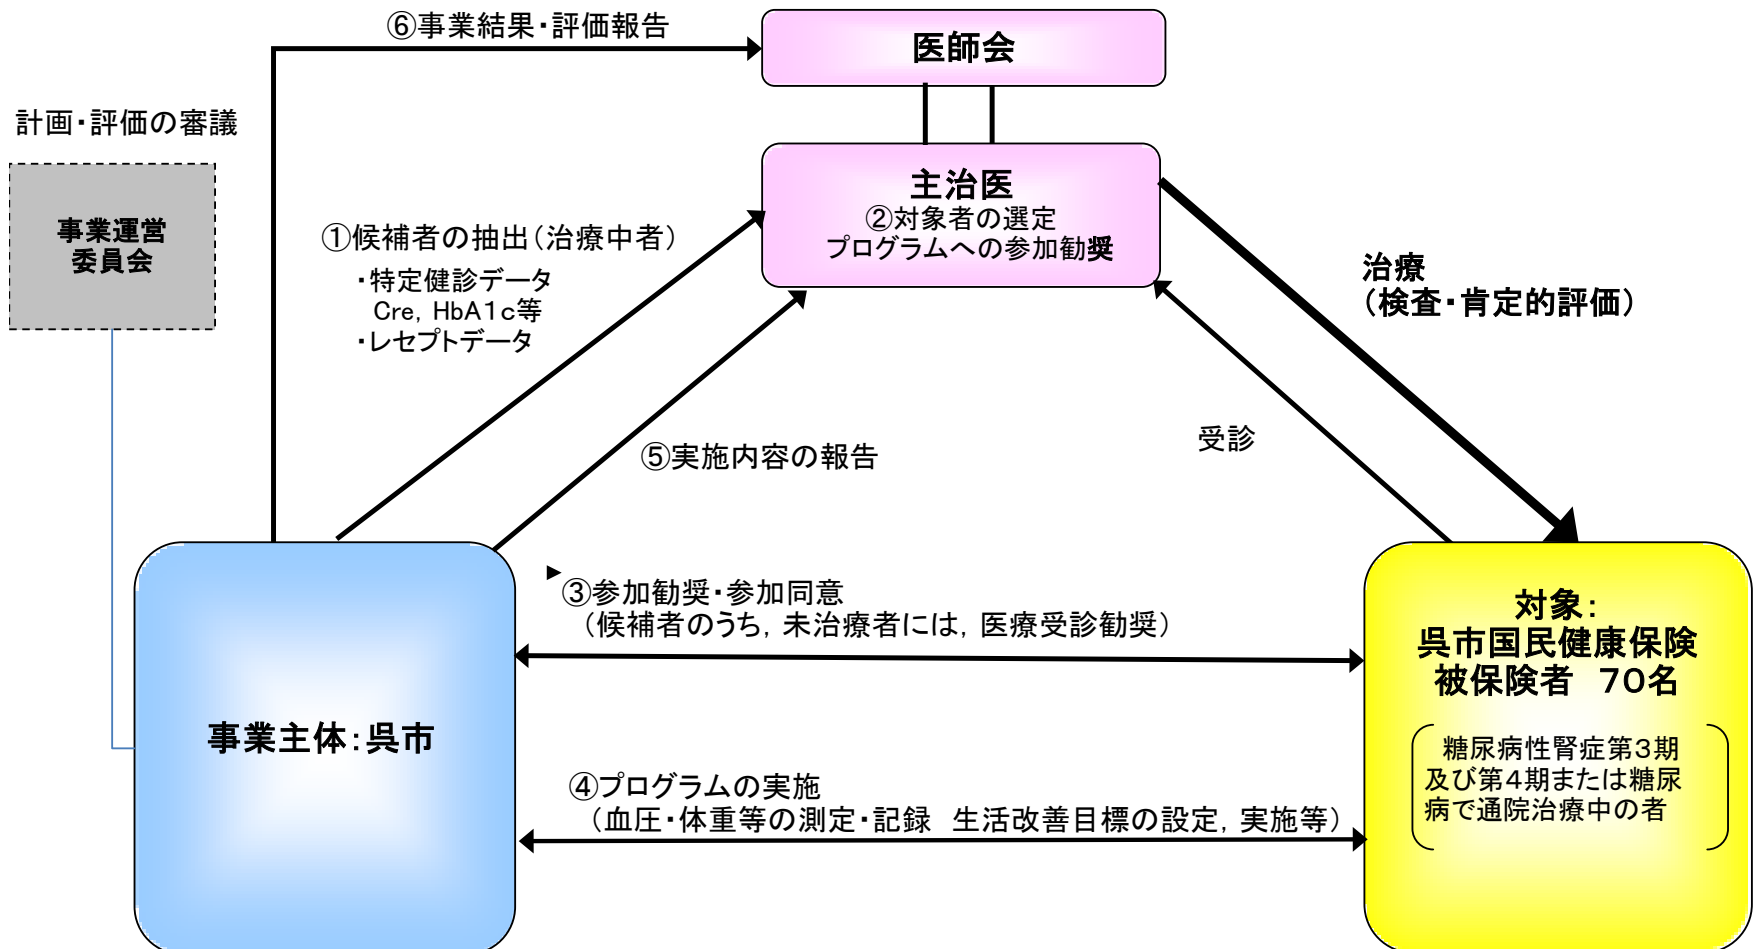 ⑥事業結果・評価報告
医師会
計画・評価の審議
事業運営
委員会
主治医
②対象者の選定
プログラムへの参加勧奨
①候補者の抽出(治療中者)
・特定健診データ
Cre, HbA1c等
・レセプトデータ
治療
(検査・肯定的評価)
⑤実施内容の報告
受診
③参加勧奨・参加同意
(候補者のうち, 未治療者には, 医療受診勧奨)
対象:
呉市国民健康保険
被保険者 70名
事業主体:呉市
糖尿病性腎症第3期
及び第4期または糖尿
病で通院治療中の者
④プログラムの実施
(血圧・体重等の測定・記録 生活改善目標の設定, 実施等)